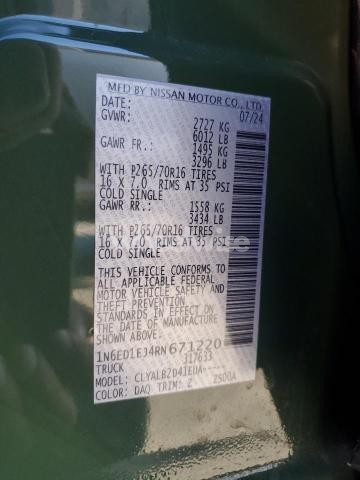 MFD BY NISSAN MOTOR CO., LTD.
DATE: 07/24
GVWR: 2727 KG
6012 LB
GAWR FR: 1495 KG
3296 LB
WITH P265/70R16 TIRES
16 X 7.0 RIMS AT 35 PSI
COLD SINGLE
GAWR RR: 1558 KG
3434 LB
WITH P265/70R16 TIRES
16 X 7.0 RIMS AT 35 PSI
COLD SINGLE
THIS VEHICLE CONFORMS TO
ALL APPLICABLE U.S. FEDERAL
MOTOR VEHICLE SAFETY AND
THEFT PREVENTION STANDARDS
IN EFFECT ON THE DATE
OF MANUFACTURE SHOWN ABOVE
1N6ED1EJ4RN671220
TRUCK 317633
MODEL:
COLOR: DAQ TRIM: Z